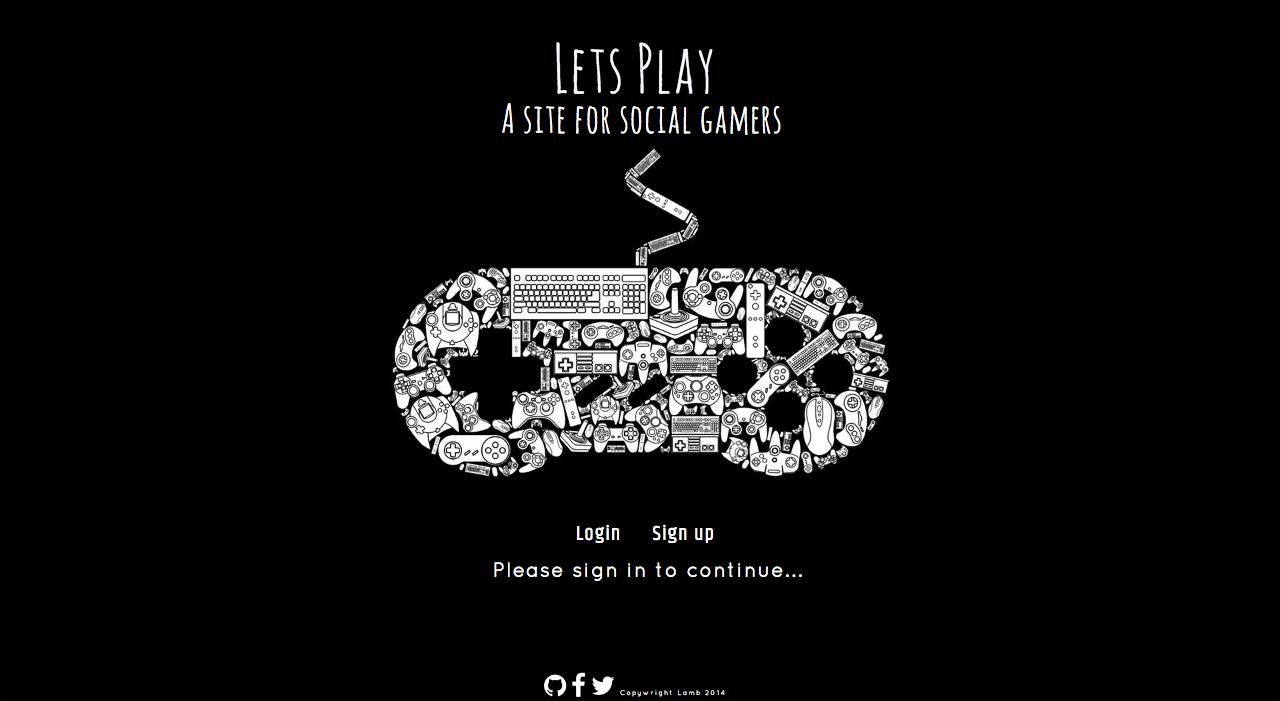 Lets Play
A site for social gamers
Login Sign up
Please sign in to continue...
Copywright Lamb 2014